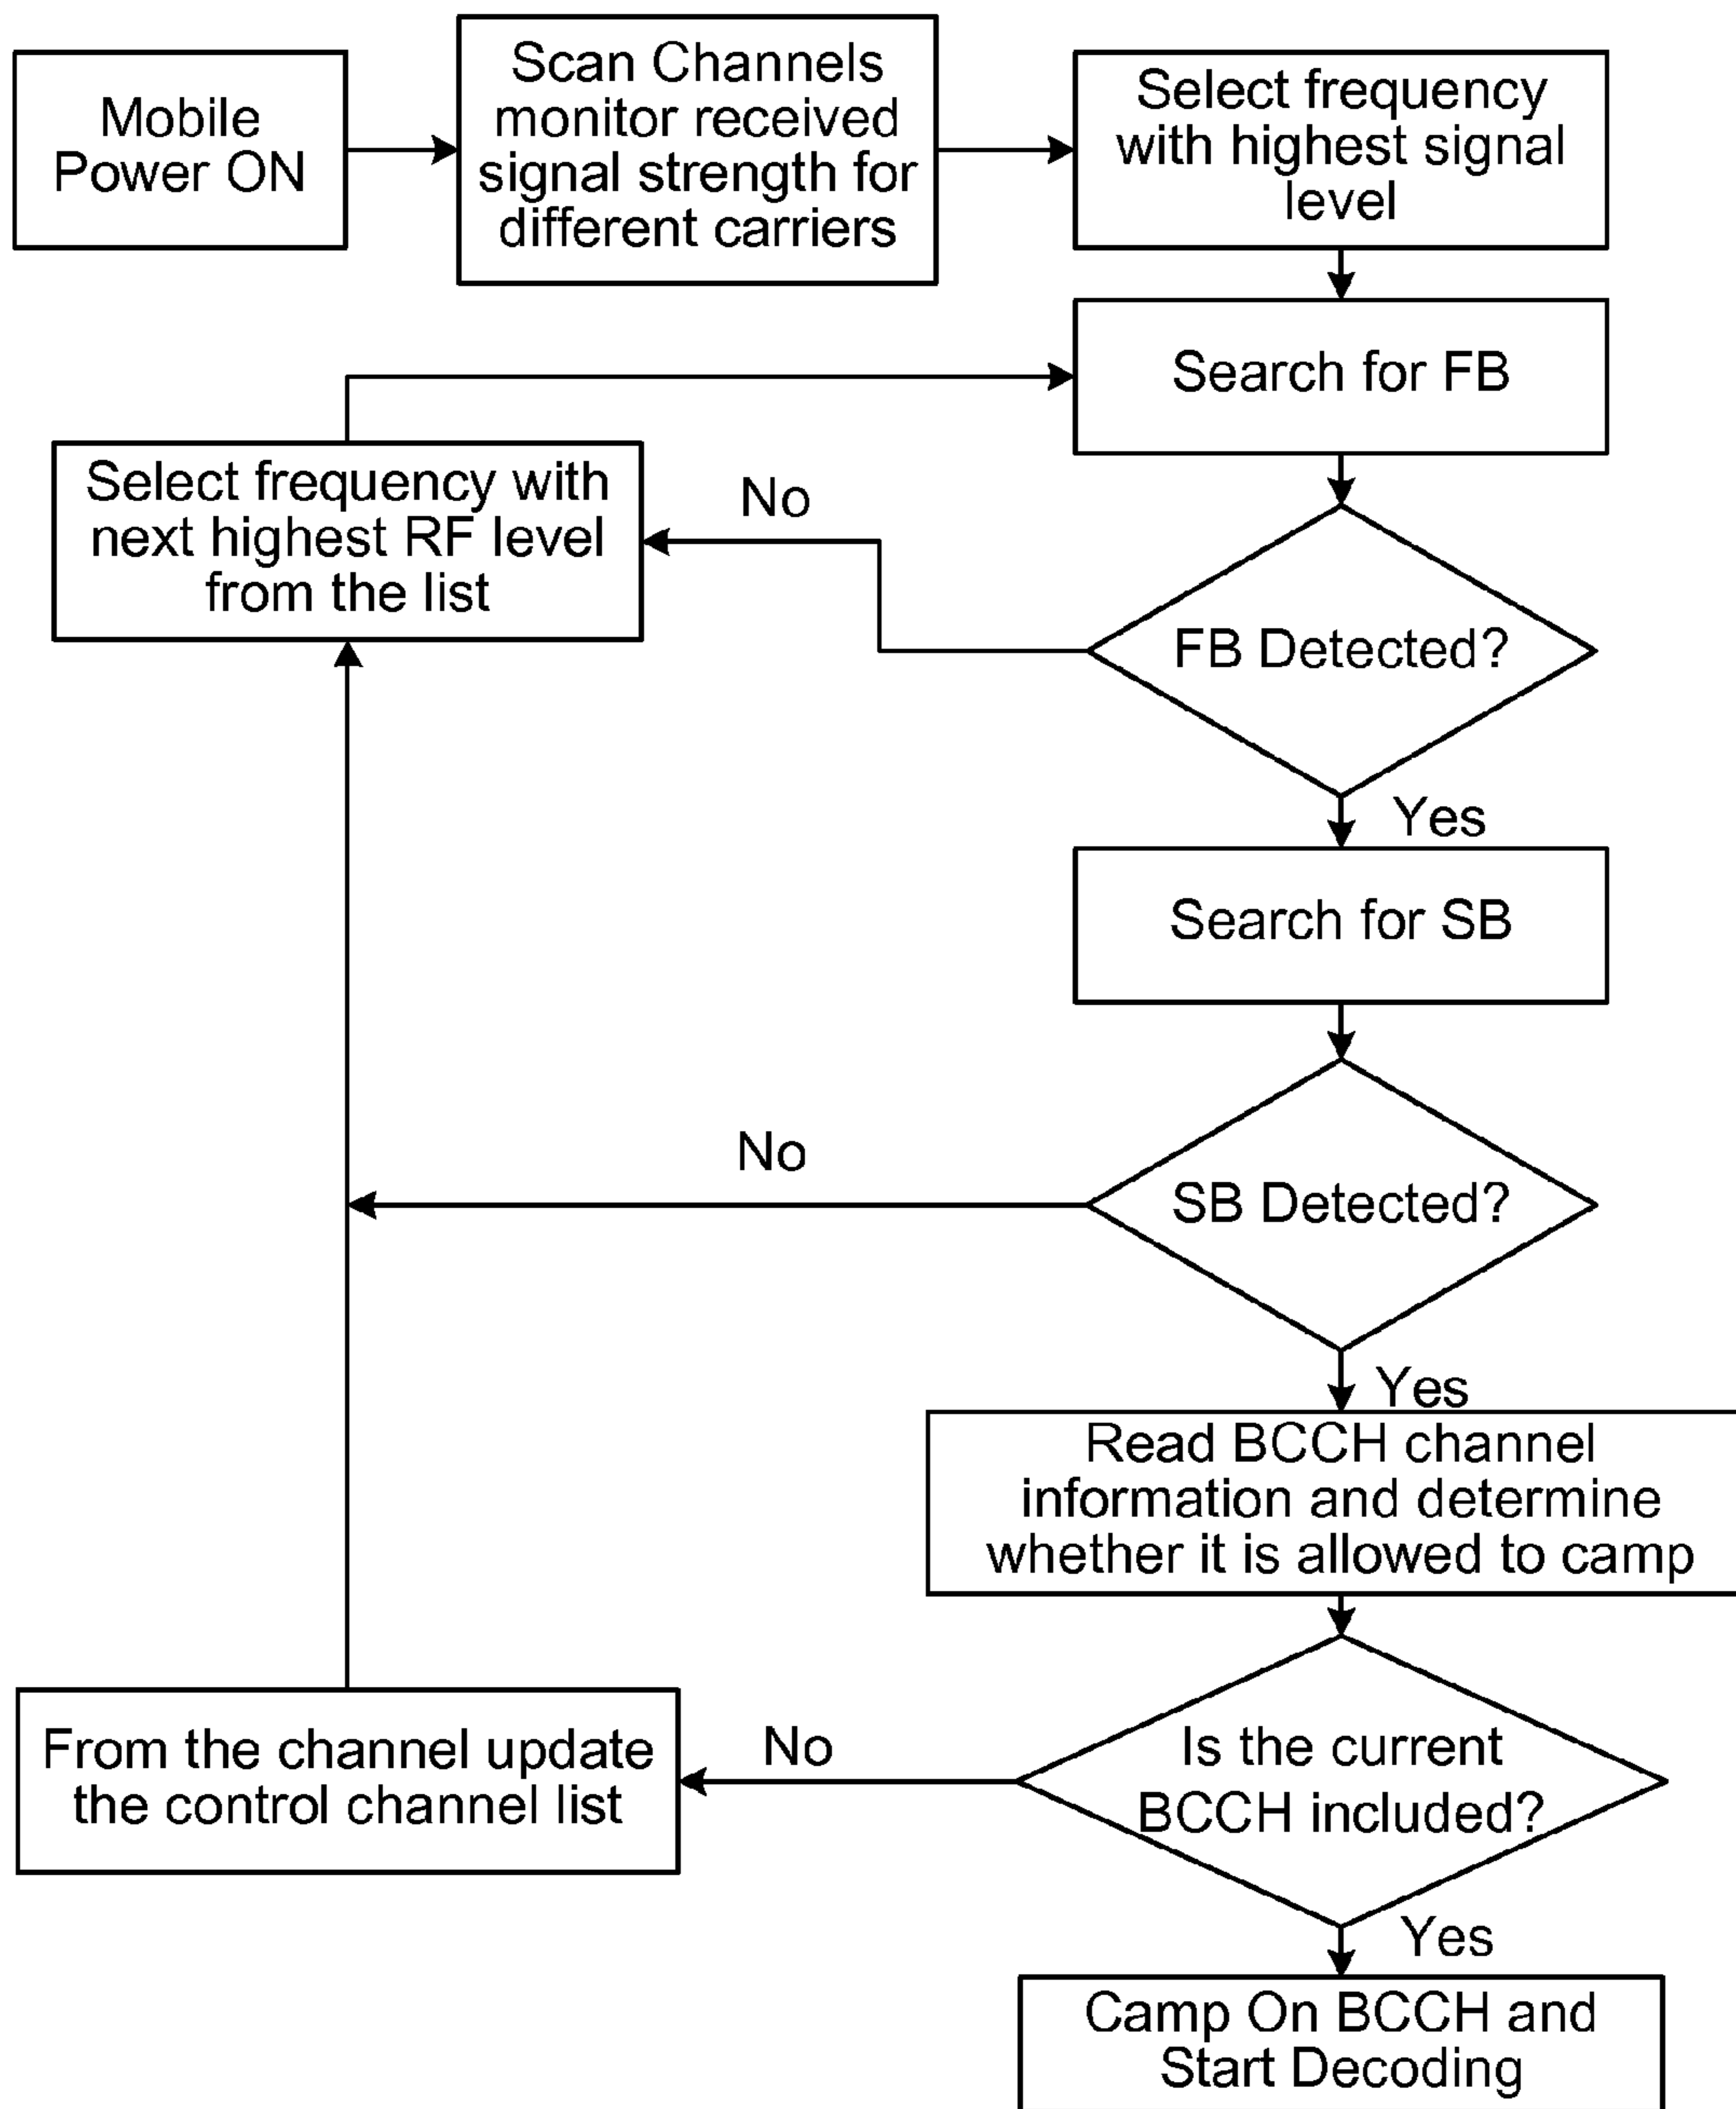 Mobile
Power ON
Scan Channels
monitor received
signal strength for
different carriers
Select frequency
with highest signal
level
Search for FB
Select frequency with
next highest RF level
from the list
No
FB Detected?
Yes
Search for SB
No
SB Detected?
Yes
Read BCCH channel
information and determine
whether it is allowed to camp
From the channel update
the control channel list
No
Is the current
BCCH included?
Yes
Camp On BCCH and
Start Decoding